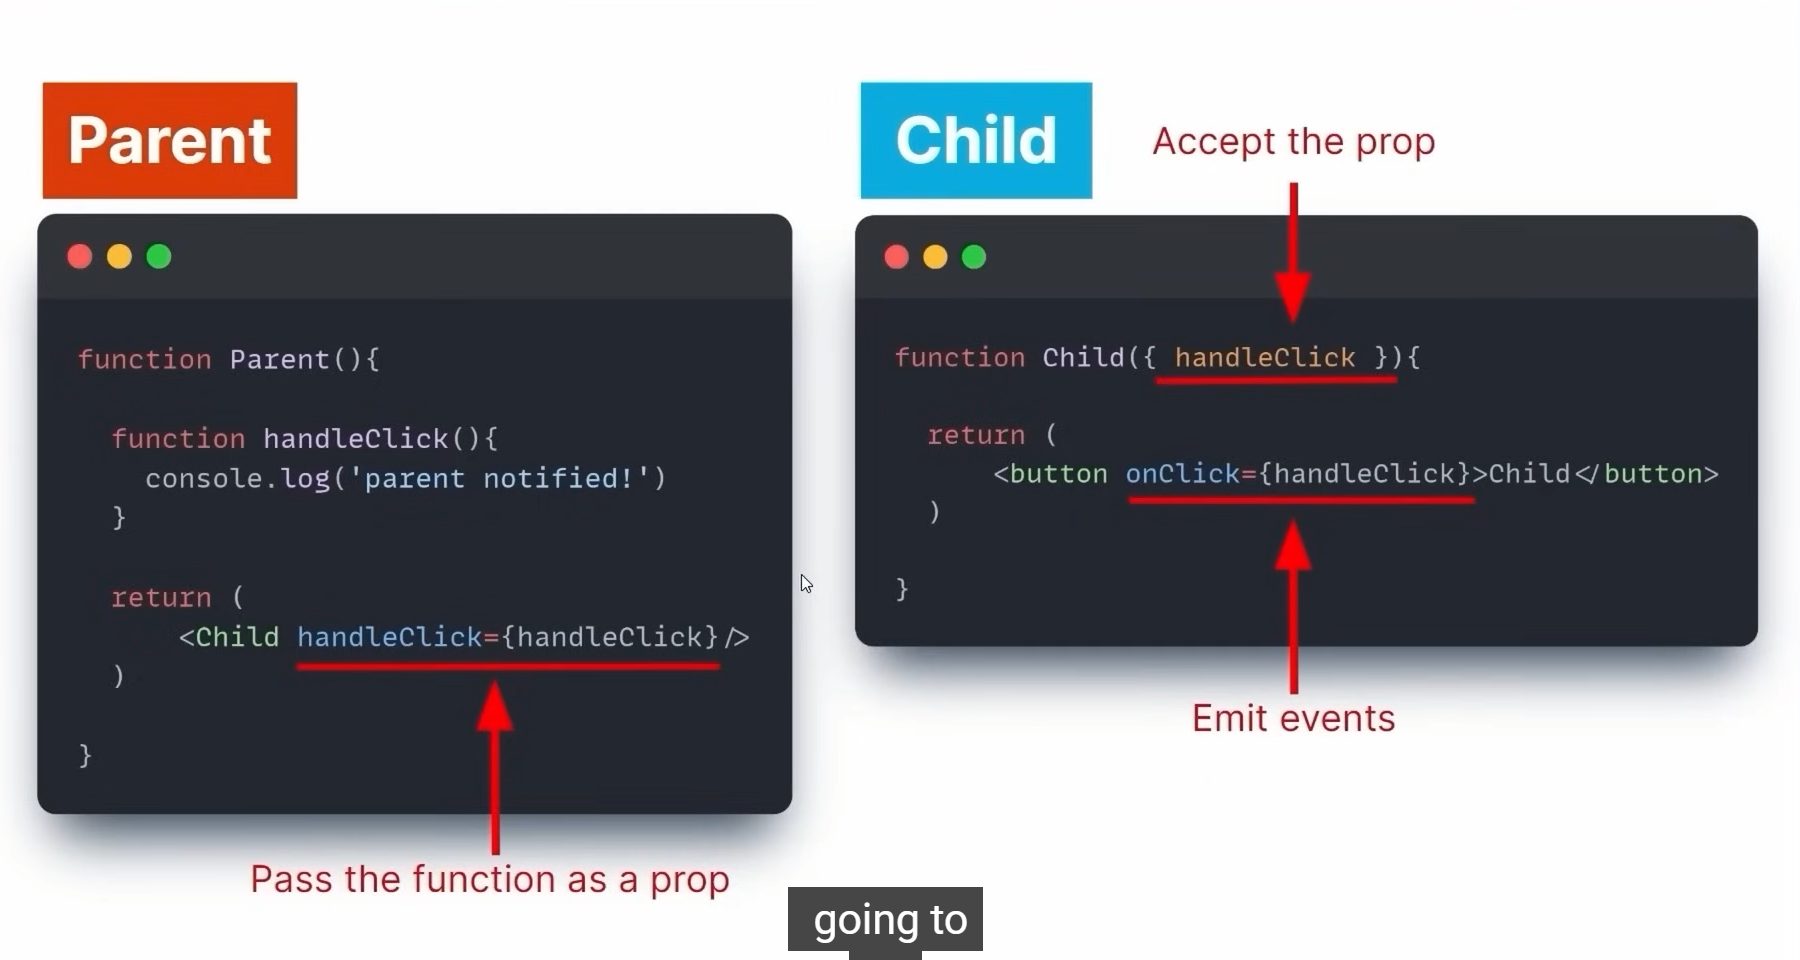 Parent
function Parent(){
function handleClick(){
console.log('parent notified!')
}
return (
<Child handleClick={handleClick}/>
)
}
Pass the function as a prop
Child
Accept the prop
function Child({ handleClick }){
return (
<button onClick={handleClick}>Child</button>
)
}
Emit events
going to